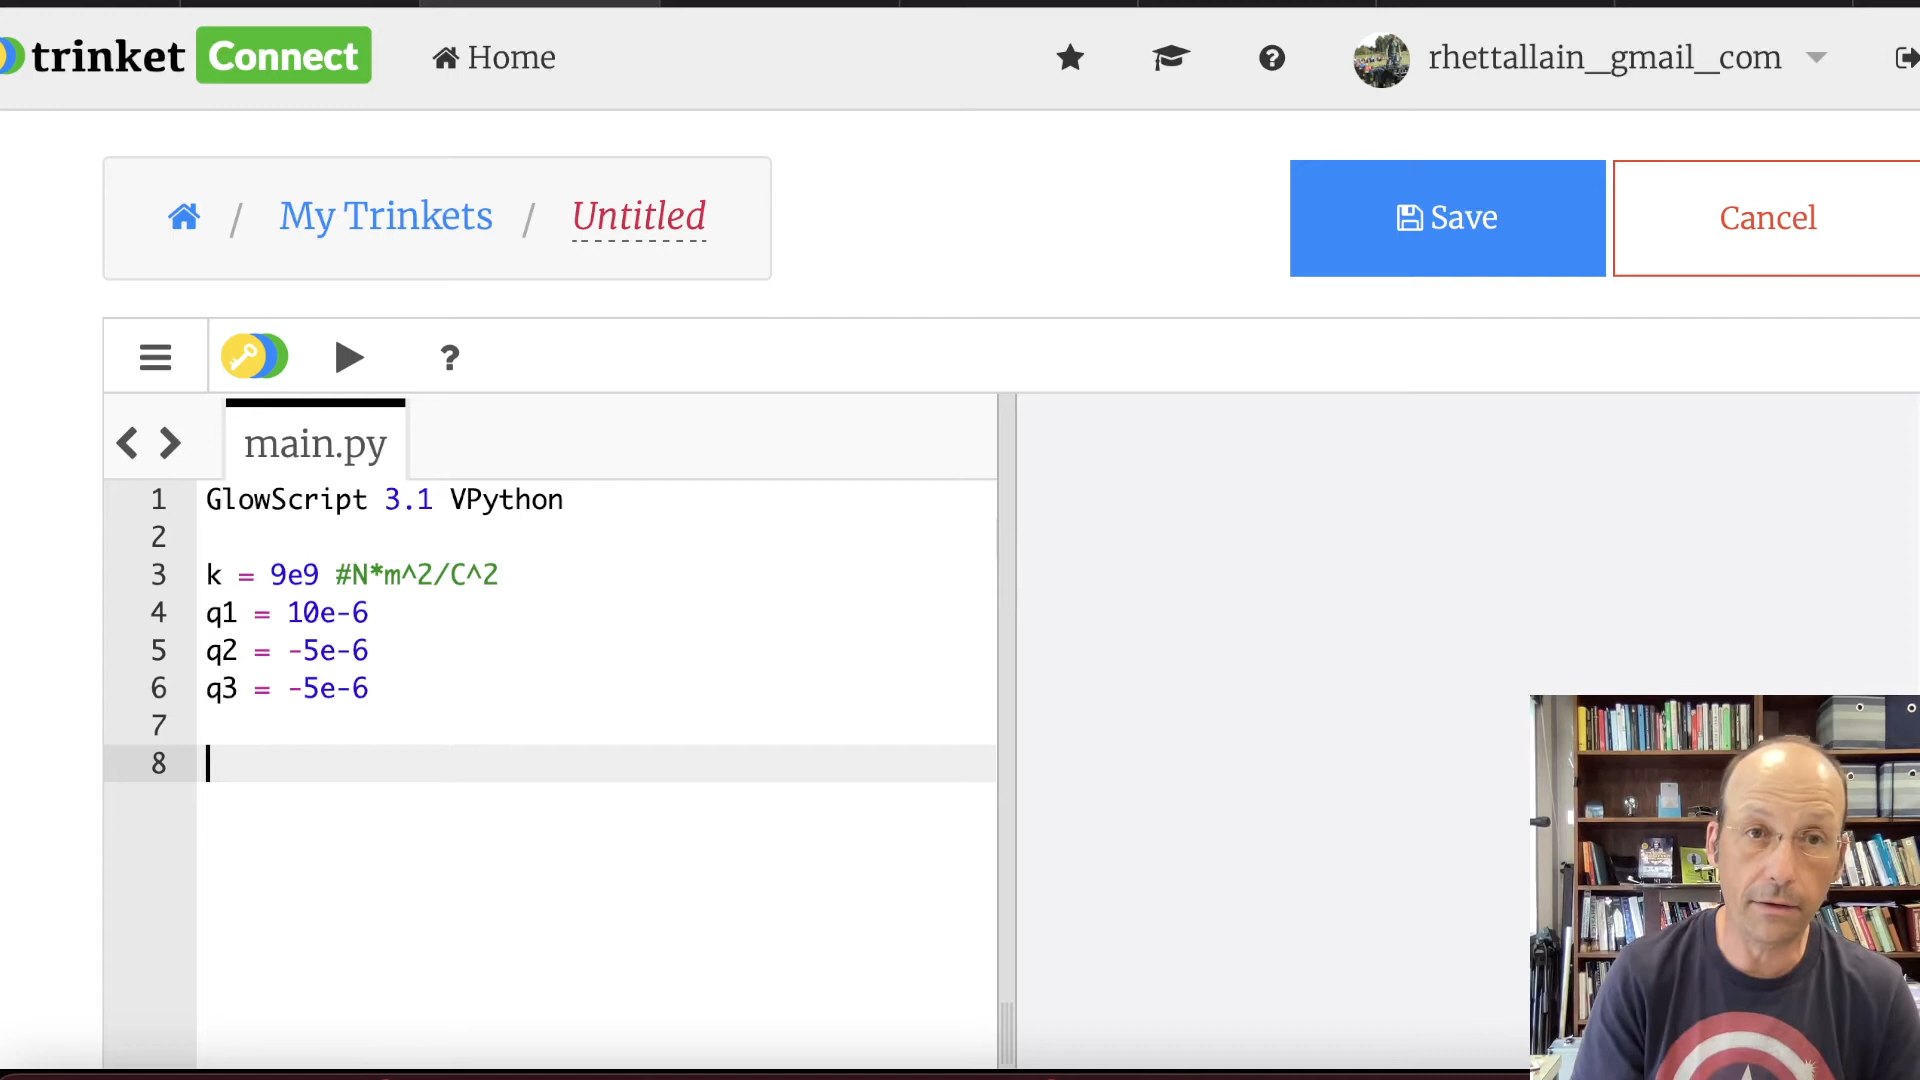 trinket Connect Home rhettallain_gmail_com
/ My Trinkets / Untitled
Save
Cancel
?
main.py
1 GlowScript 3.1 VPython
2
3 k = 9e9 #N*m^2/C^2
4 q1 = 10e-6
5 q2 = -5e-6
6 q3 = -5e-6
7
8